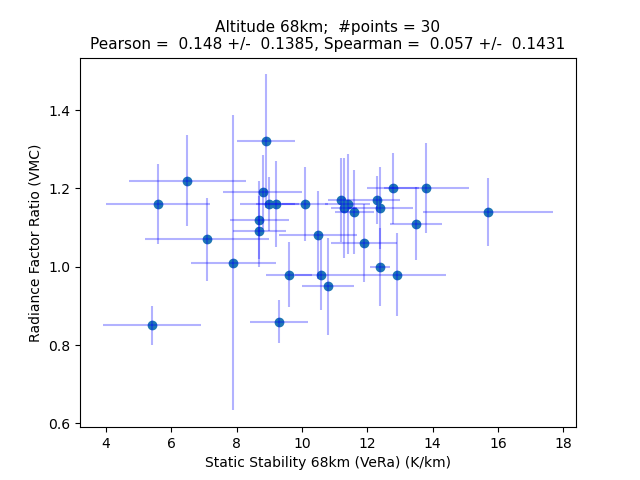 Altitude 68km;  #points = 30
Pearson =  0.148 +/-  0.1385, Spearman =  0.057 +/-  0.1431
Radiance Factor Ratio (VMC)
1.4
1.2
1.0
0.8
0.6
4 6 8 10 12 14 16 18
Static Stability 68km (VeRa) (K/km)